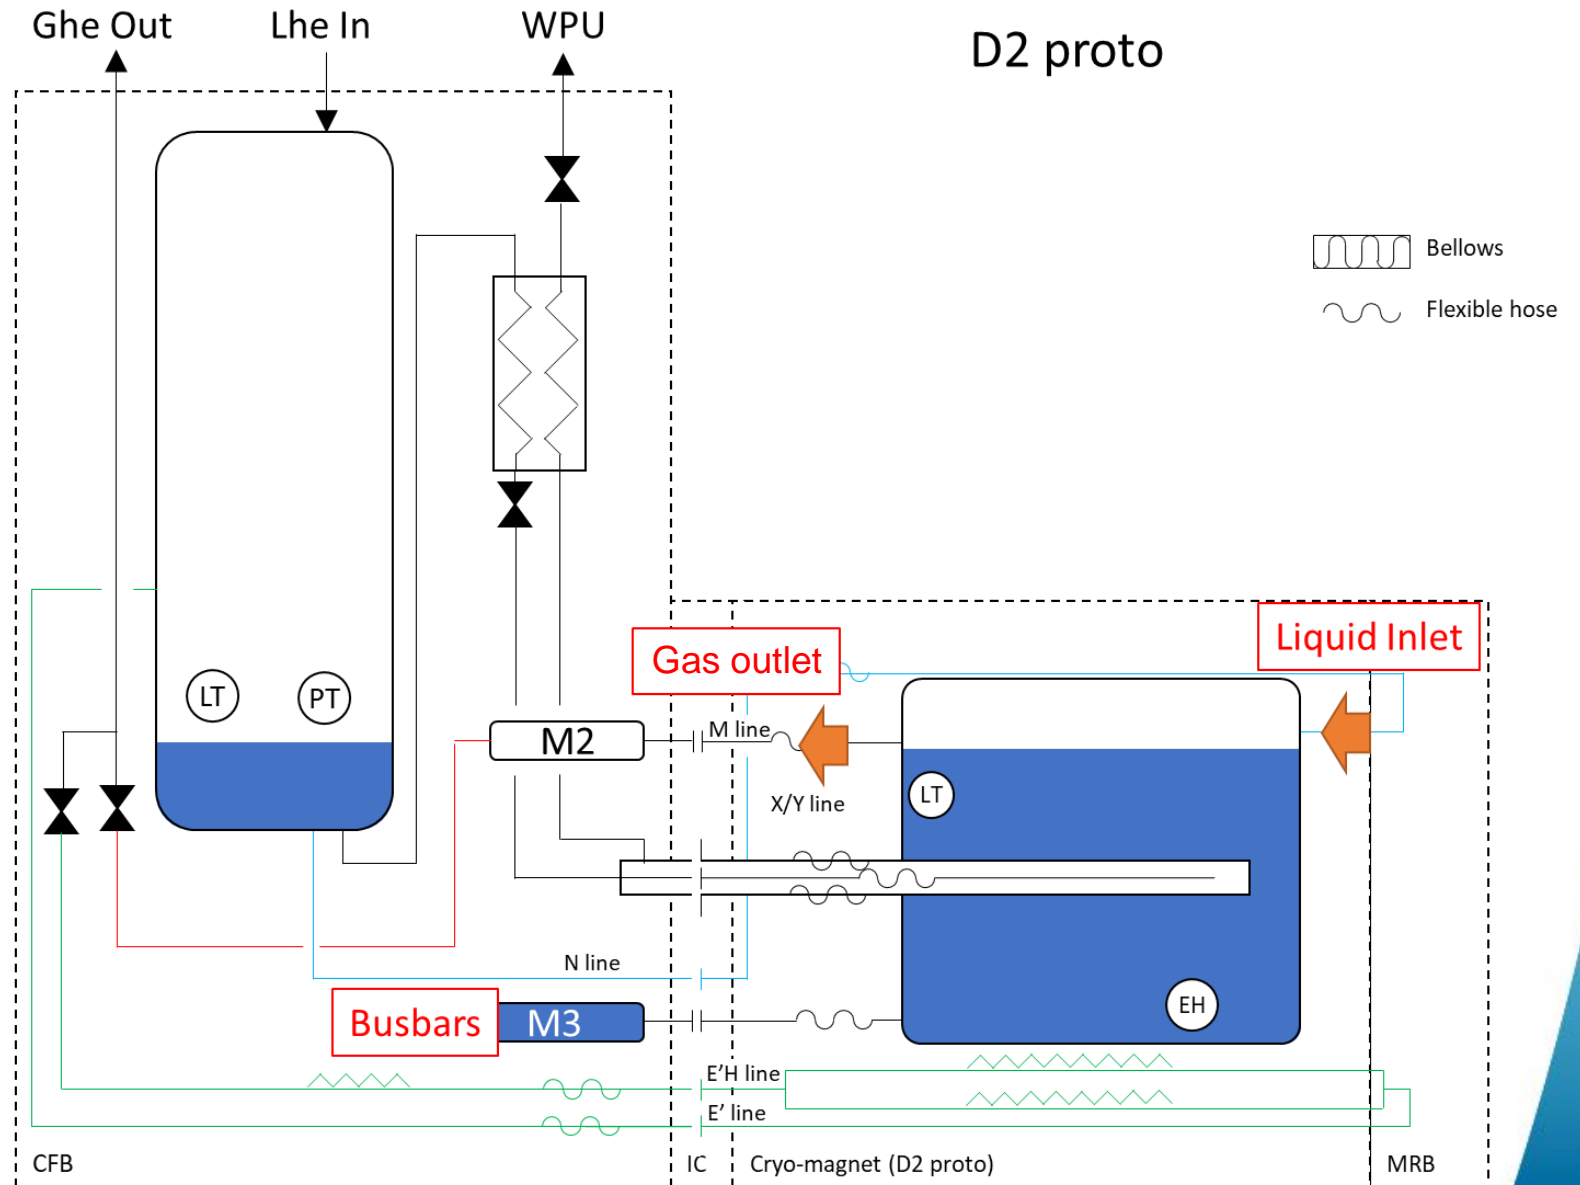 Ghe Out
Lhe In
WPU
D2 proto
Bellows
Flexible hose
Liquid Inlet
Gas outlet
LT
PT
M2
M line
LT
X/Y line
N line
EH
Busbars
M3
E'H line
E' line
CFB
IC
Cryo-magnet (D2 proto)
MRB